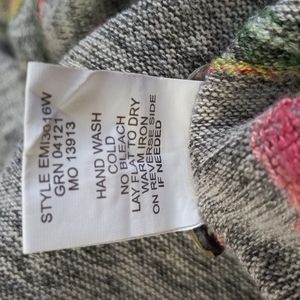 STYLE EMI3016W
GRN 04121
MO 13913
HAND WASH
COLD
NO BLEACH
LAY FLAT TO DRY
WARM IRON
ON REVERSE SIDE
IF NEEDED